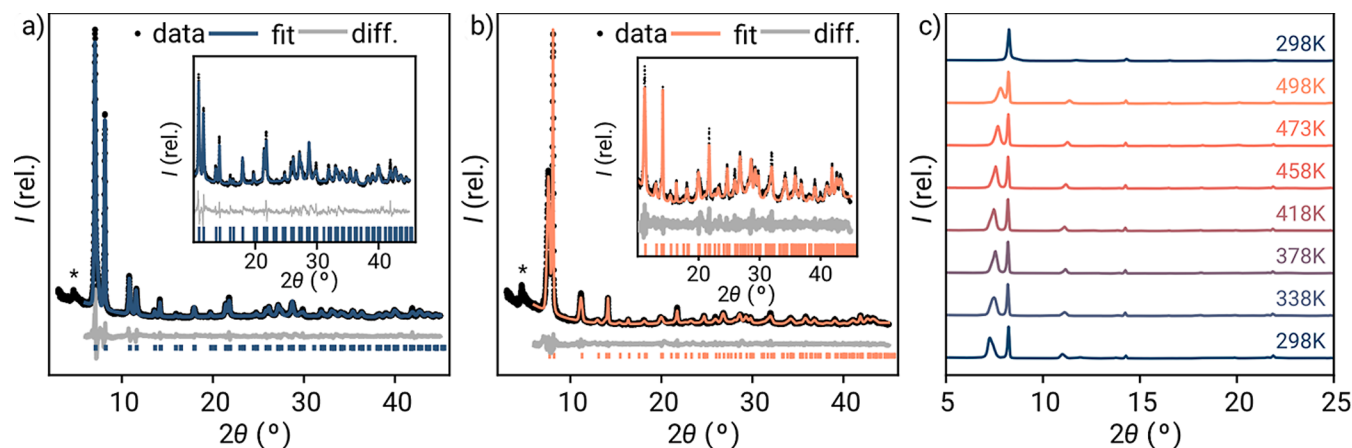 a)
data
fit
diff.
I (rel.)
*
I (rel.)
20
30
40
2θ (º)
10
20
30
40
2θ (º)
b)
data
fit
diff.
I (rel.)
*
I (rel.)
20
30
40
2θ (º)
10
20
30
40
2θ (º)
c)
298K
498K
473K
458K
418K
378K
338K
298K
I (rel.)
5
10
15
20
25
2θ (º)